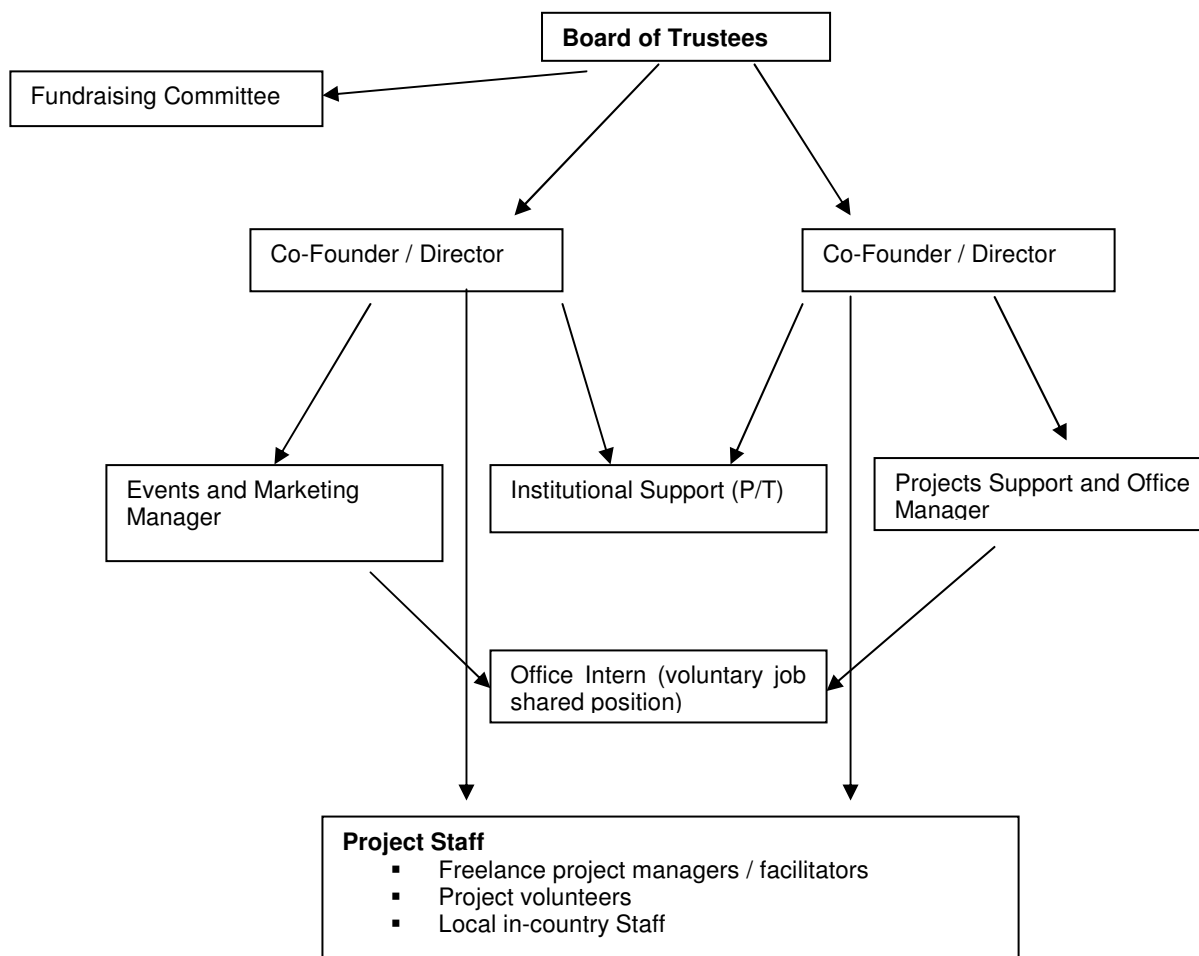 Board of Trustees
Fundraising Committee
Co-Founder / Director
Co-Founder / Director
Events and Marketing
Manager
Institutional Support (P/T)
Projects Support and Office
Manager
Office Intern (voluntary job
shared position)
Project Staff
▪ Freelance project managers / facilitators
▪ Project volunteers
▪ Local in-country Staff